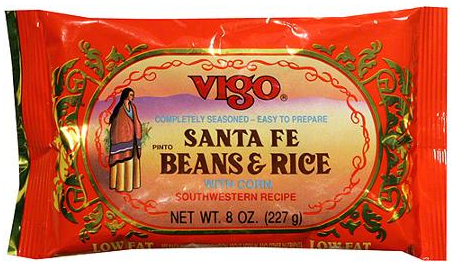 VIGO®
COMPLETELY SEASONED – EASY TO PREPARE
SANTA FE
PINTO BEANS & RICE
WITH CORN
SOUTHWESTERN RECIPE
NET WT. 8 OZ. (227 g)
LOW FAT LOW FAT